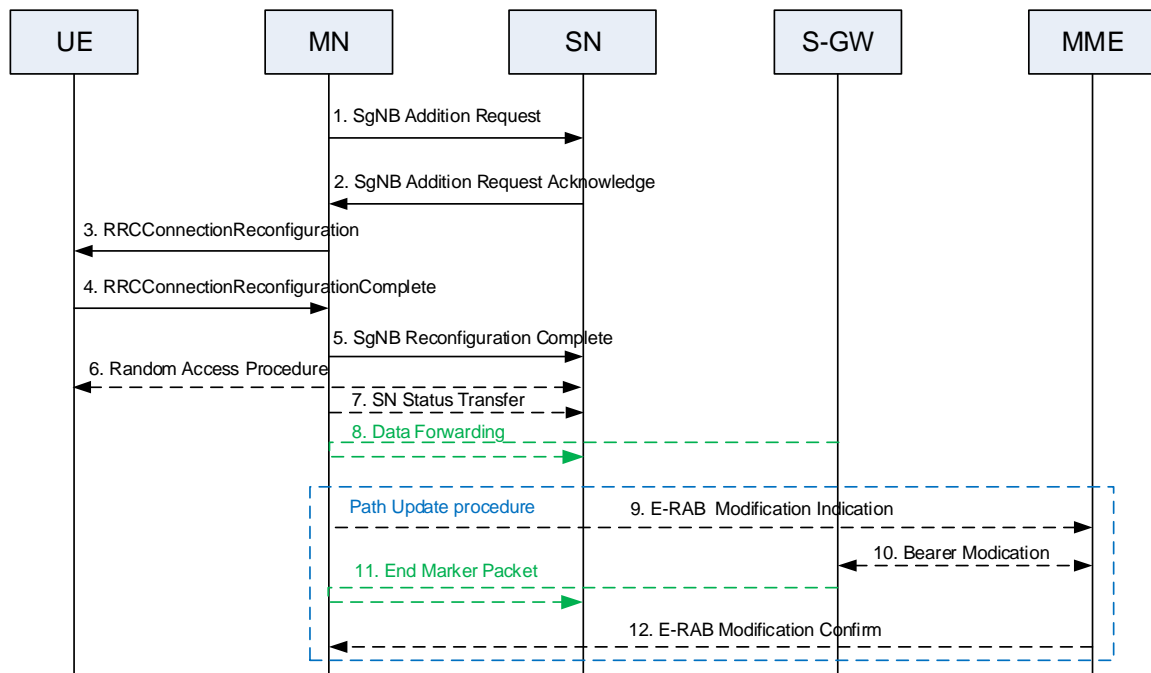 UE
MN
SN
S-GW
MME
1. SgNB Addition Request
2. SgNB Addition Request Acknowledge
3. RRCConnectionReconfiguration
4. RRCConnectionReconfigurationComplete
5. SgNB Reconfiguration Complete
6. Random Access Procedure
7. SN Status Transfer
8. Data Forwarding
Path Update procedure
9. E-RAB Modification Indication
10. Bearer Modication
11. End Marker Packet
12. E-RAB Modification Confirm